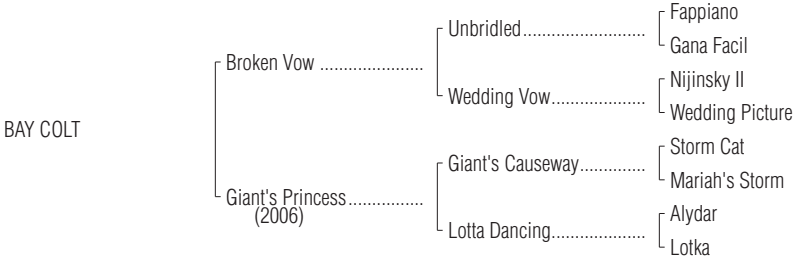 Fappiano
Unbridled..........................
Gana Facil
Broken Vow ......................
Nijinsky II
Wedding Vow....................
Wedding Picture
BAY COLT
Storm Cat
Giant's Causeway..............
Mariah's Storm
Giant's Princess................
(2006)
Alydar
Lotta Dancing....................
Lotka